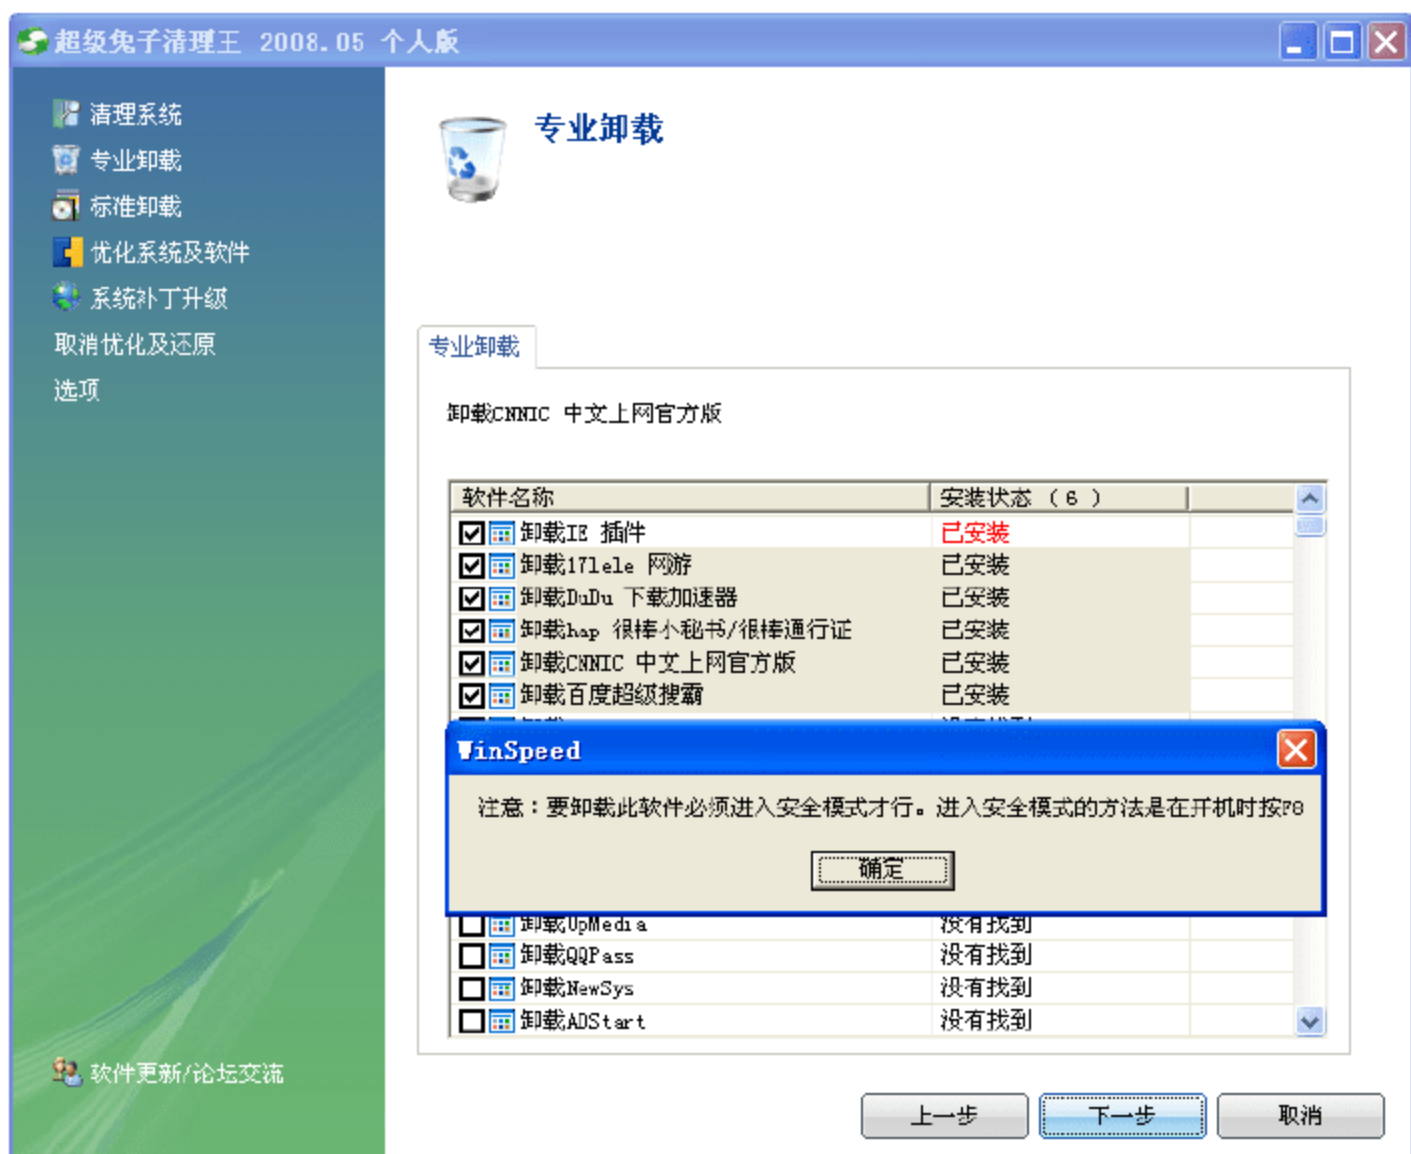 超级兔子清理王 2008.05 个人版
清理系统
专业卸载
标准卸载
优化系统及软件
系统补丁升级
取消优化及还原
选项
软件更新/论坛交流
专业卸载
专业卸载
卸载CNNIC 中文上网官方版
软件名称 安装状态 ( 6 )
卸载IE 插件 已安装
卸载171ele 网游 已安装
卸载DuDu 下载加速器 已安装
卸载hap 很棒小秘书/很棒通行证 已安装
卸载CNNIC 中文上网官方版 已安装
卸载百度超级搜霸 已安装
WinSpeed
注意：要卸载此软件必须进入安全模式才行。进入安全模式的方法是在开机时按F8
确定
卸载UpMedia 没有找到
卸载QQPass 没有找到
卸载NewSys 没有找到
卸载ADStart 没有找到
上一步 下一步 取消